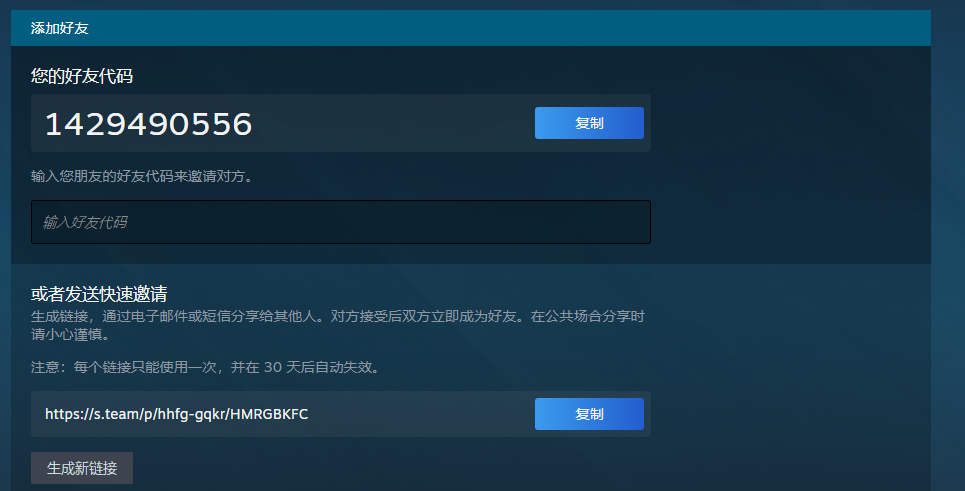 添加好友
您的好友代码
1429490556
复制
输入您朋友的好友代码来邀请对方。
输入好友代码
或者发送快速邀请
生成链接，通过电子邮件或短信分享给其他人。对方接受后双方立即成为好友。在公共场合分享时
请小心谨慎。
注意：每个链接只能使用一次，并在 30 天后自动失效。
https://s.team/p/hhfg-gqkr/HMRGBKFC
复制
生成新链接